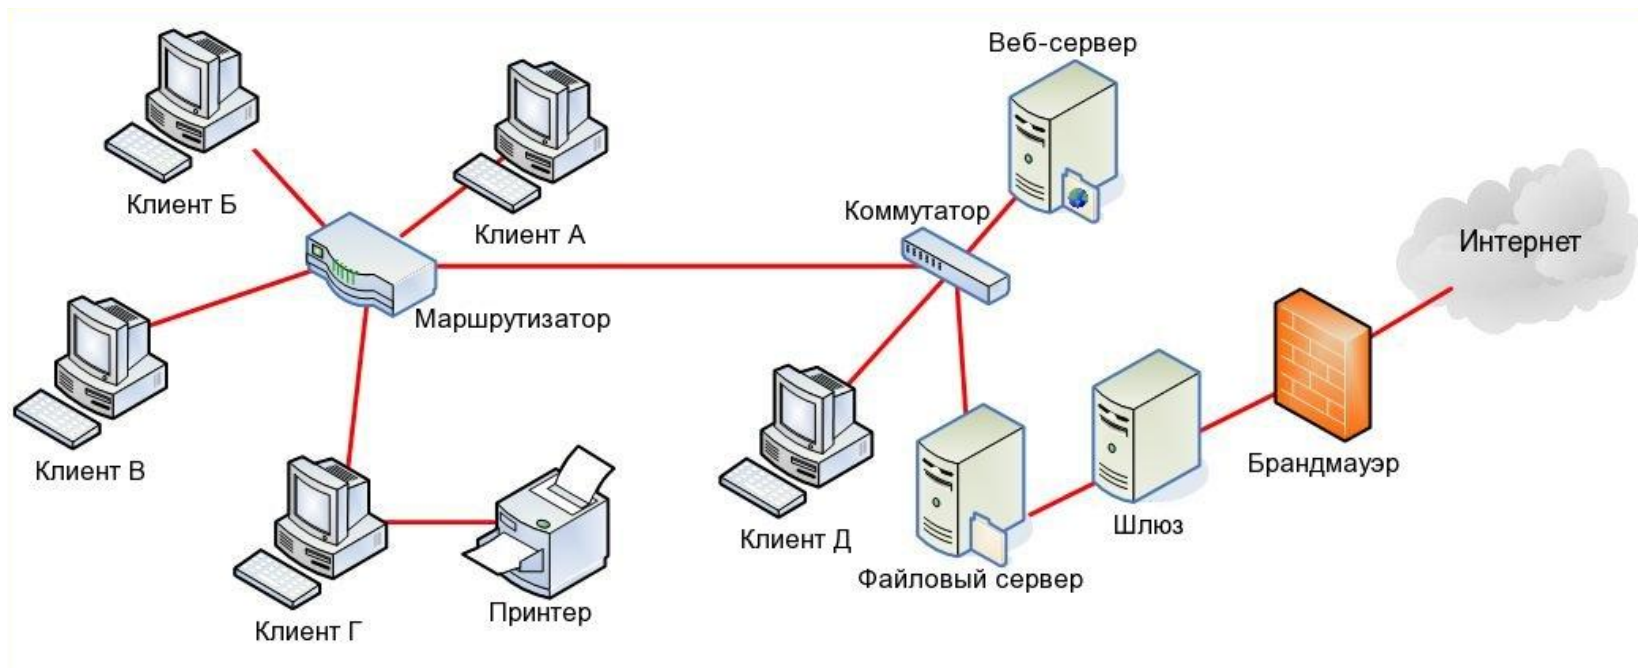 Веб-сервер
Клиент Б
Клиент А
Коммутатор
Интернет
Маршрутизатор
Клиент В
Брандмауэр
Шлюз
Клиент Д
Файловый сервер
Принтер
Клиент Г